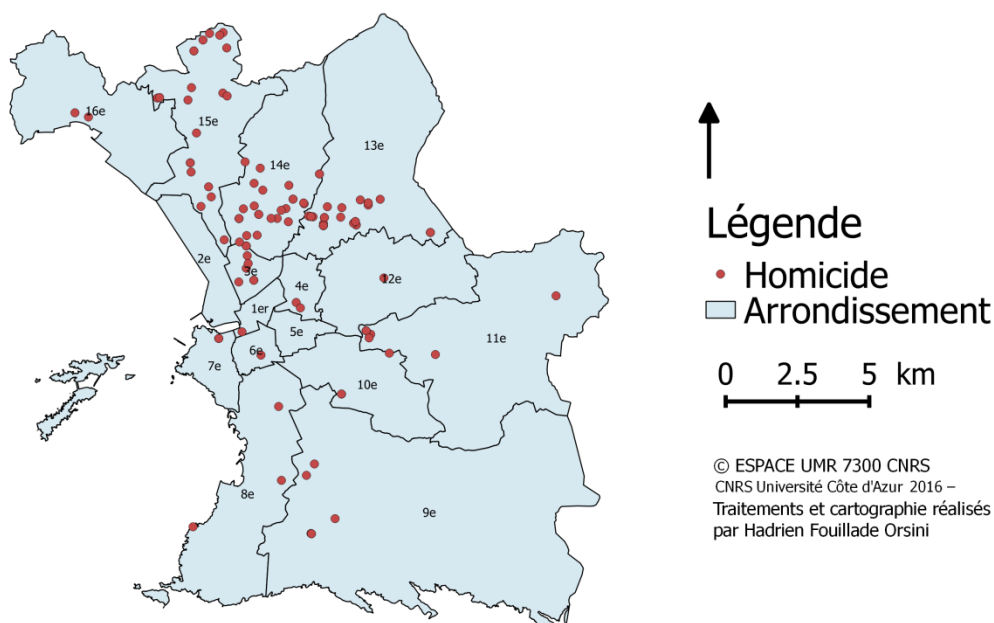 16e
15e
14e
13e
2e
3e
4e
12e
1er
5e
11e
7e
6e
10e
8e
9e
Légende
Homicide
Arrondissement
0 2.5 5 km
© ESPACE UMR 7300 CNRS
CNRS Université Côte d'Azur 2016 –
Traitements et cartographie réalisés
par Hadrien Fouillade Orsini